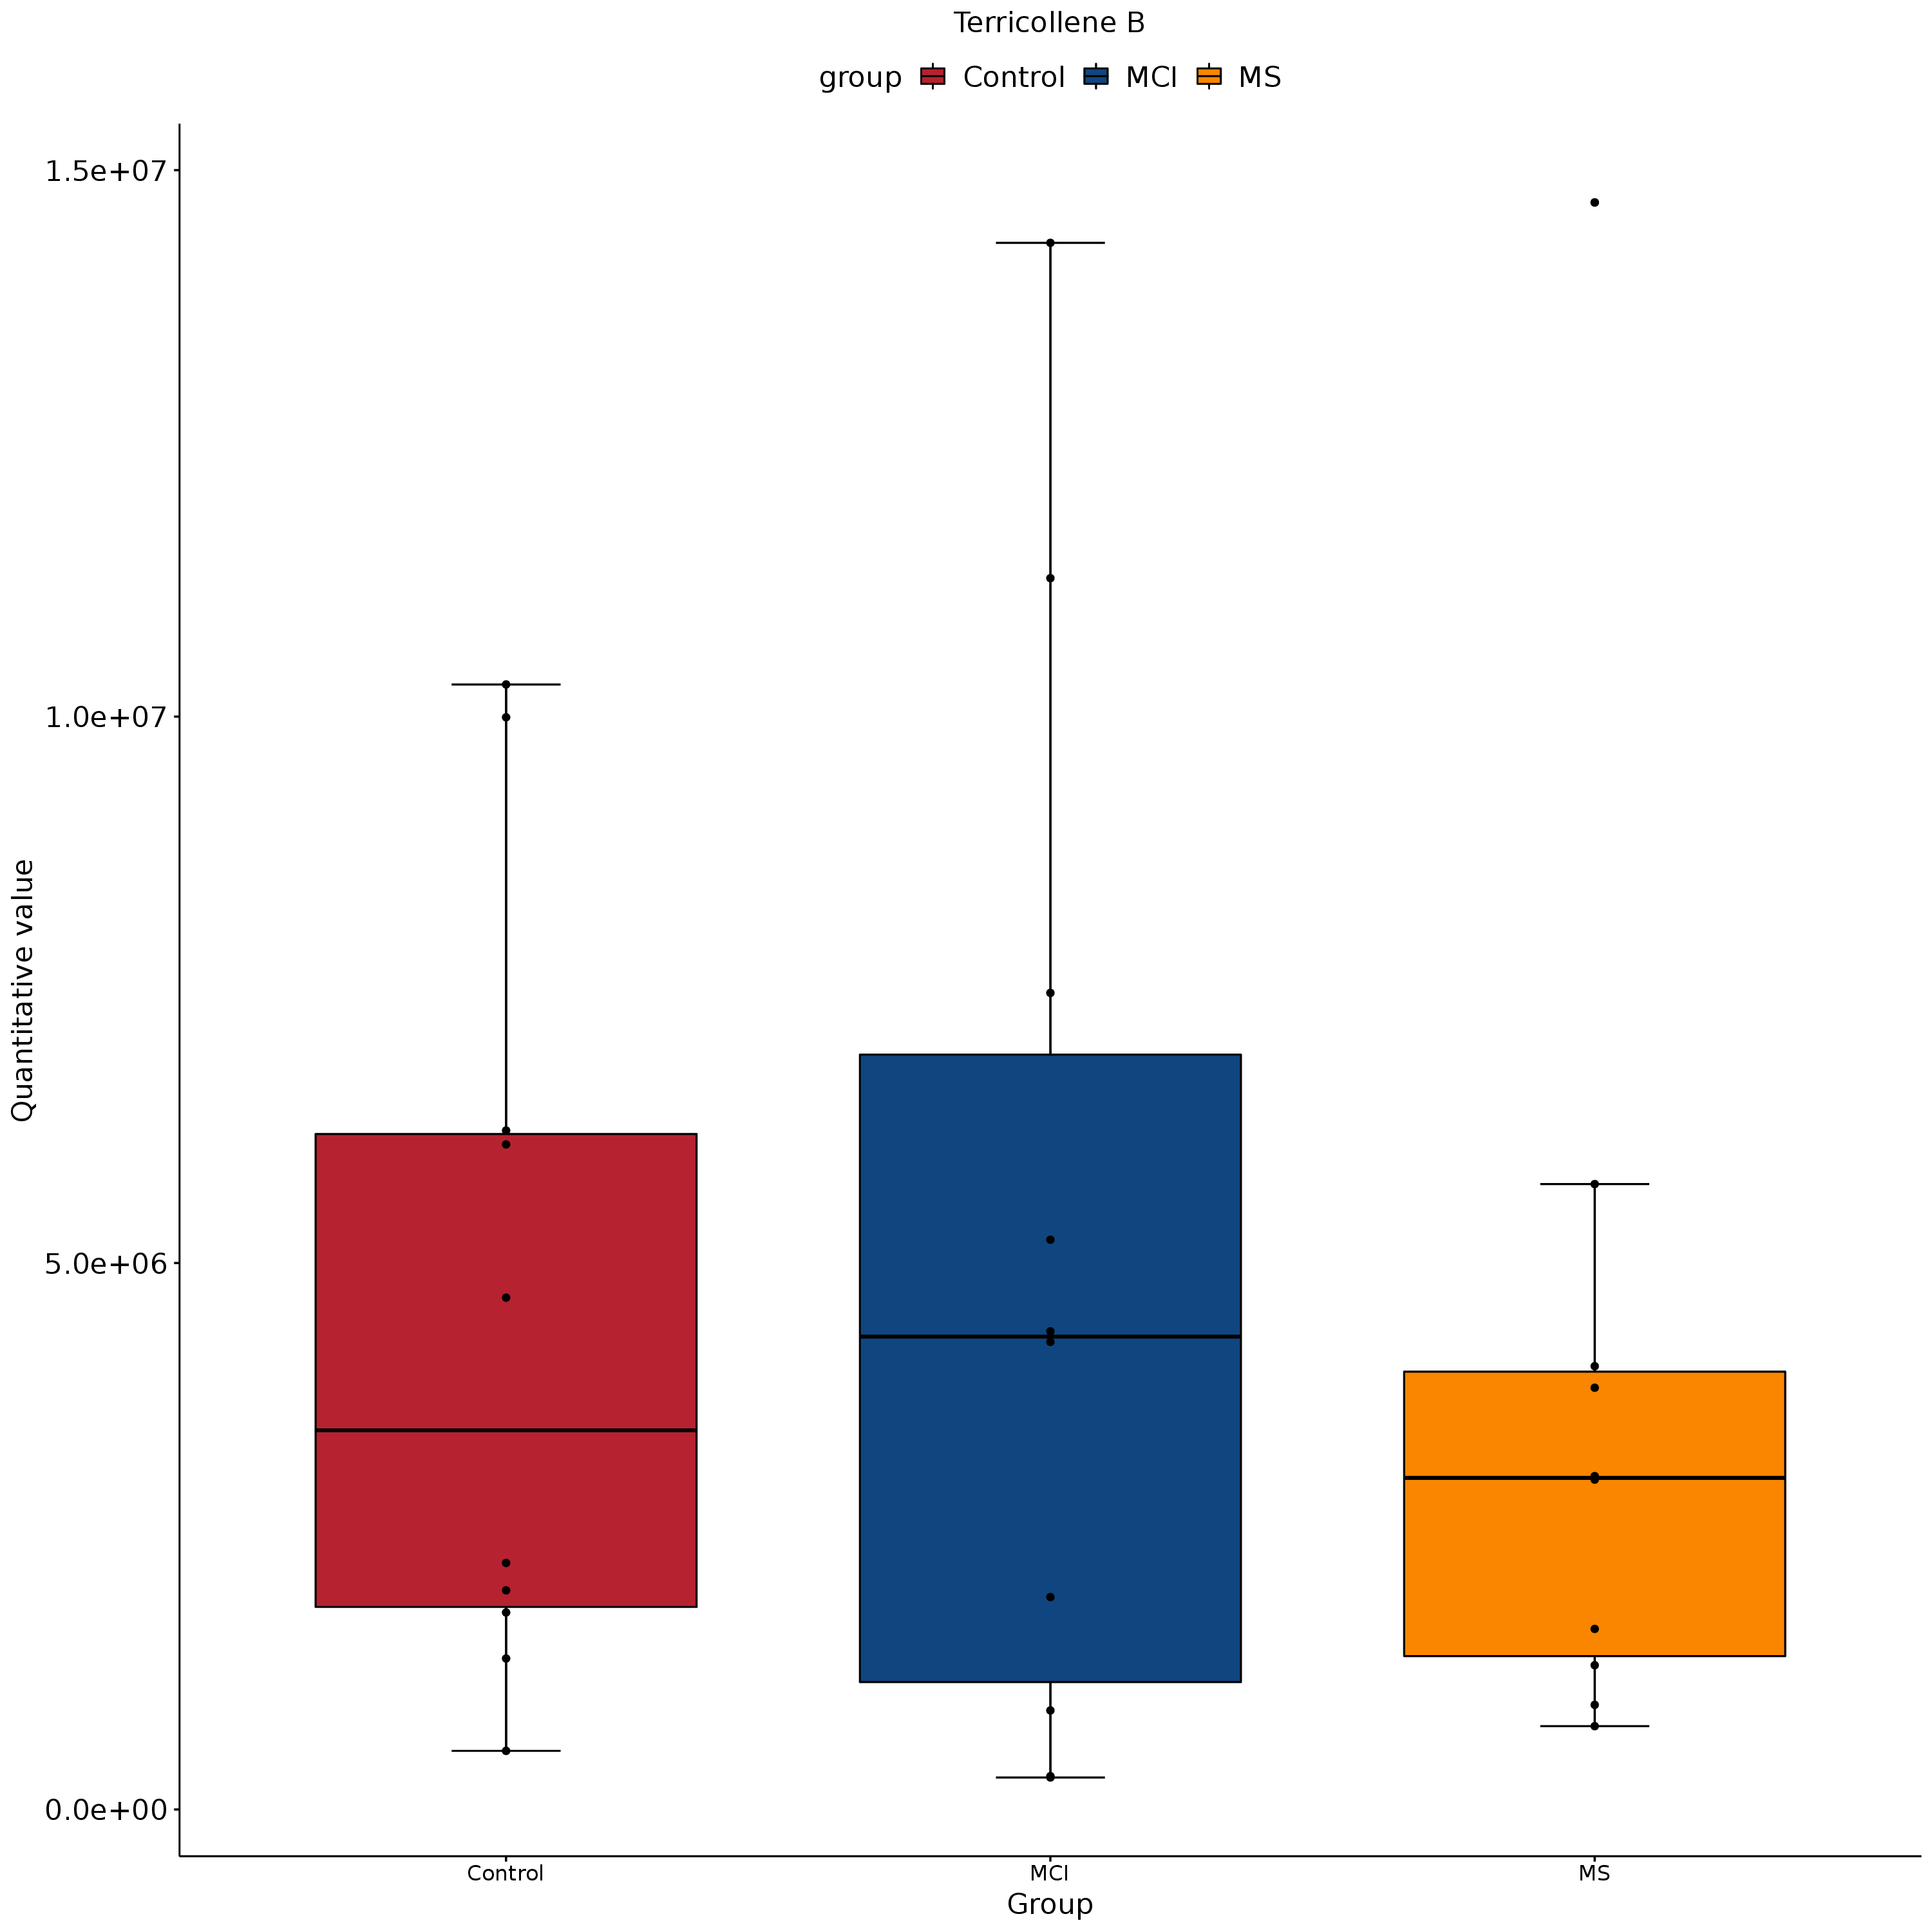 Terricollene B
group Control MCI MS
1.5e+07
1.0e+07
5.0e+06
0.0e+00
Quantitative value
Control MCI MS
Group